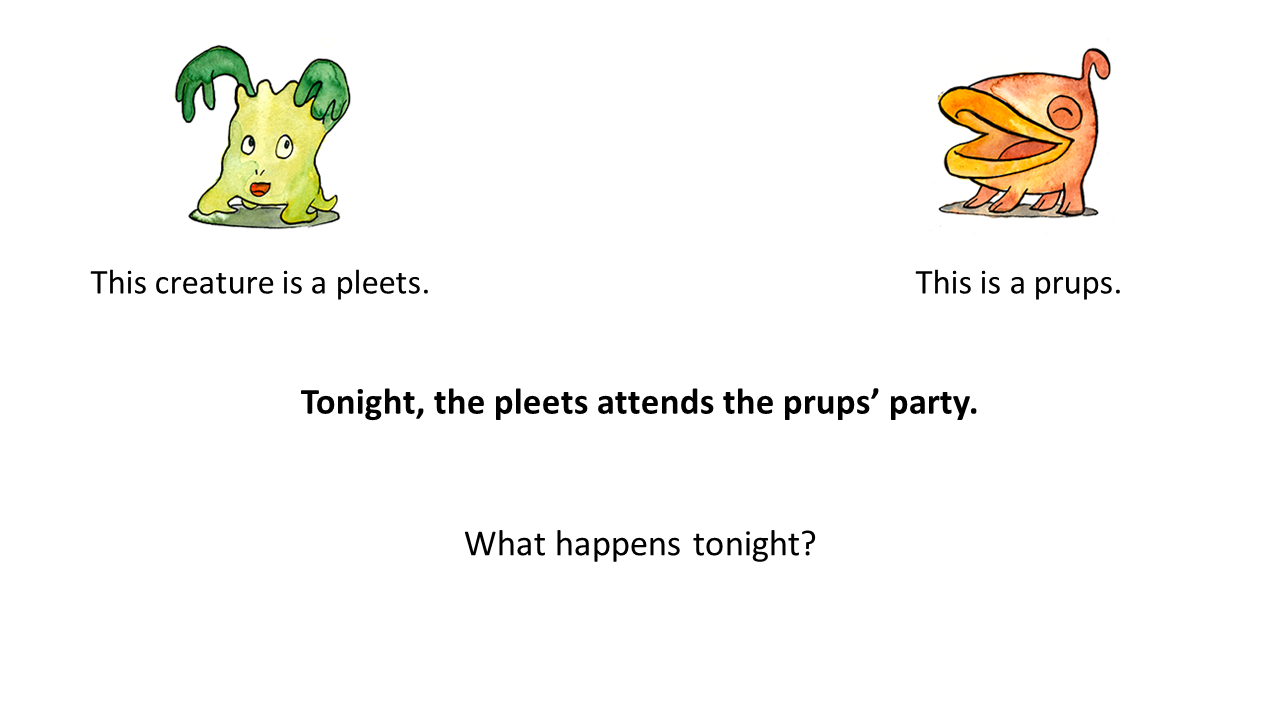 This creature is a pleets.
This is a prups.
Tonight, the pleets attends the prups’ party.
What happens tonight?